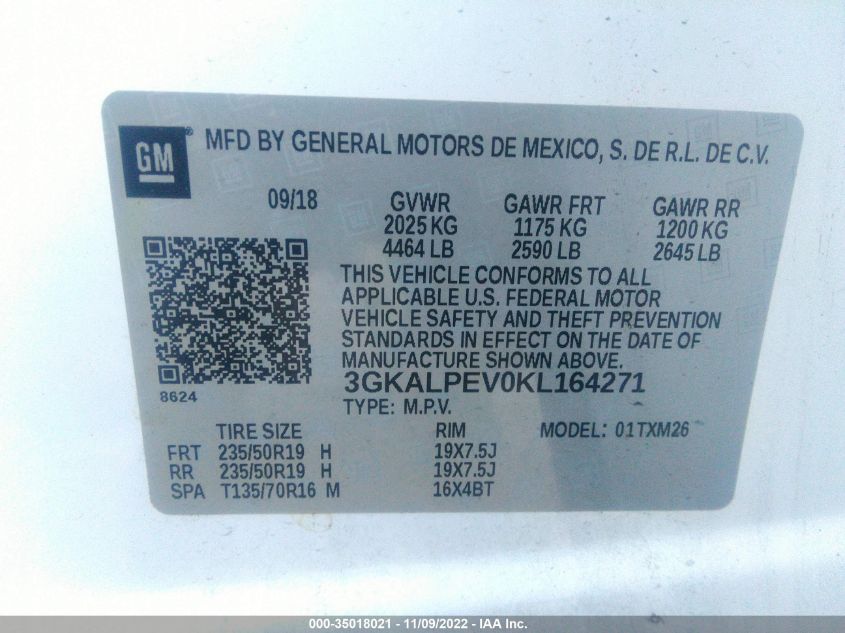 GM ® MFD BY GENERAL MOTORS DE MEXICO, S. DE R.L. DE C.V.
09/18 GVWR GAWR FRT GAWR RR
2025 KG 1175 KG 1200 KG
4464 LB 2590 LB 2645 LB
THIS VEHICLE CONFORMS TO ALL
APPLICABLE U.S. FEDERAL MOTOR
VEHICLE SAFETY AND THEFT PREVENTION
STANDARDS IN EFFECT ON THE DATE OF
MANUFACTURE SHOWN ABOVE.
3GKALPEV0KL164271
8624
TYPE: M.P.V.
TIRE SIZE RIM MODEL: 01TXM26
FRT 235/50R19 H 19X7.5J
RR 235/50R19 H 19X7.5J
SPA T135/70R16 M 16X4BT
000-35018021 - 11/09/2022 - IAA Inc.